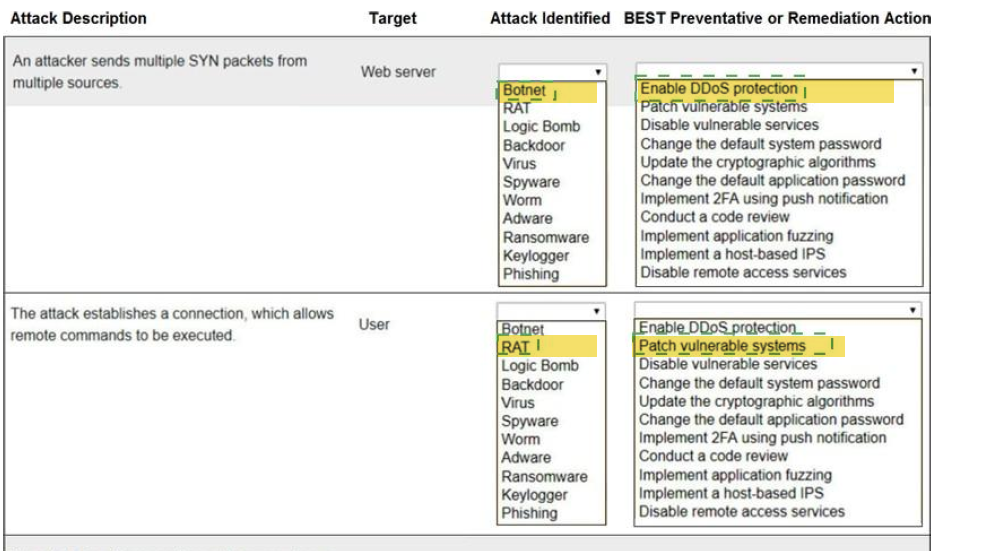 Attack Description Target Attack Identified BEST Preventative or Remediation Action
An attacker sends multiple SYN packets from
multiple sources.
Web server
Botnet
RAT
Logic Bomb
Backdoor
Virus
Spyware
Worm
Adware
Ransomware
Keylogger
Phishing
Enable DDoS protection
Patch vulnerable systems
Disable vulnerable services
Change the default system password
Update the cryptographic algorithms
Change the default application password
Implement 2FA using push notification
Conduct a code review
Implement application fuzzing
Implement a host-based IPS
Disable remote access services
The attack establishes a connection, which allows
remote commands to be executed.
User
Botnet
RAT
Logic Bomb
Backdoor
Virus
Spyware
Worm
Adware
Ransomware
Keylogger
Phishing
Enable DDoS protection
Patch vulnerable systems
Disable vulnerable services
Change the default system password
Update the cryptographic algorithms
Change the default application password
Implement 2FA using push notification
Conduct a code review
Implement application fuzzing
Implement a host-based IPS
Disable remote access services